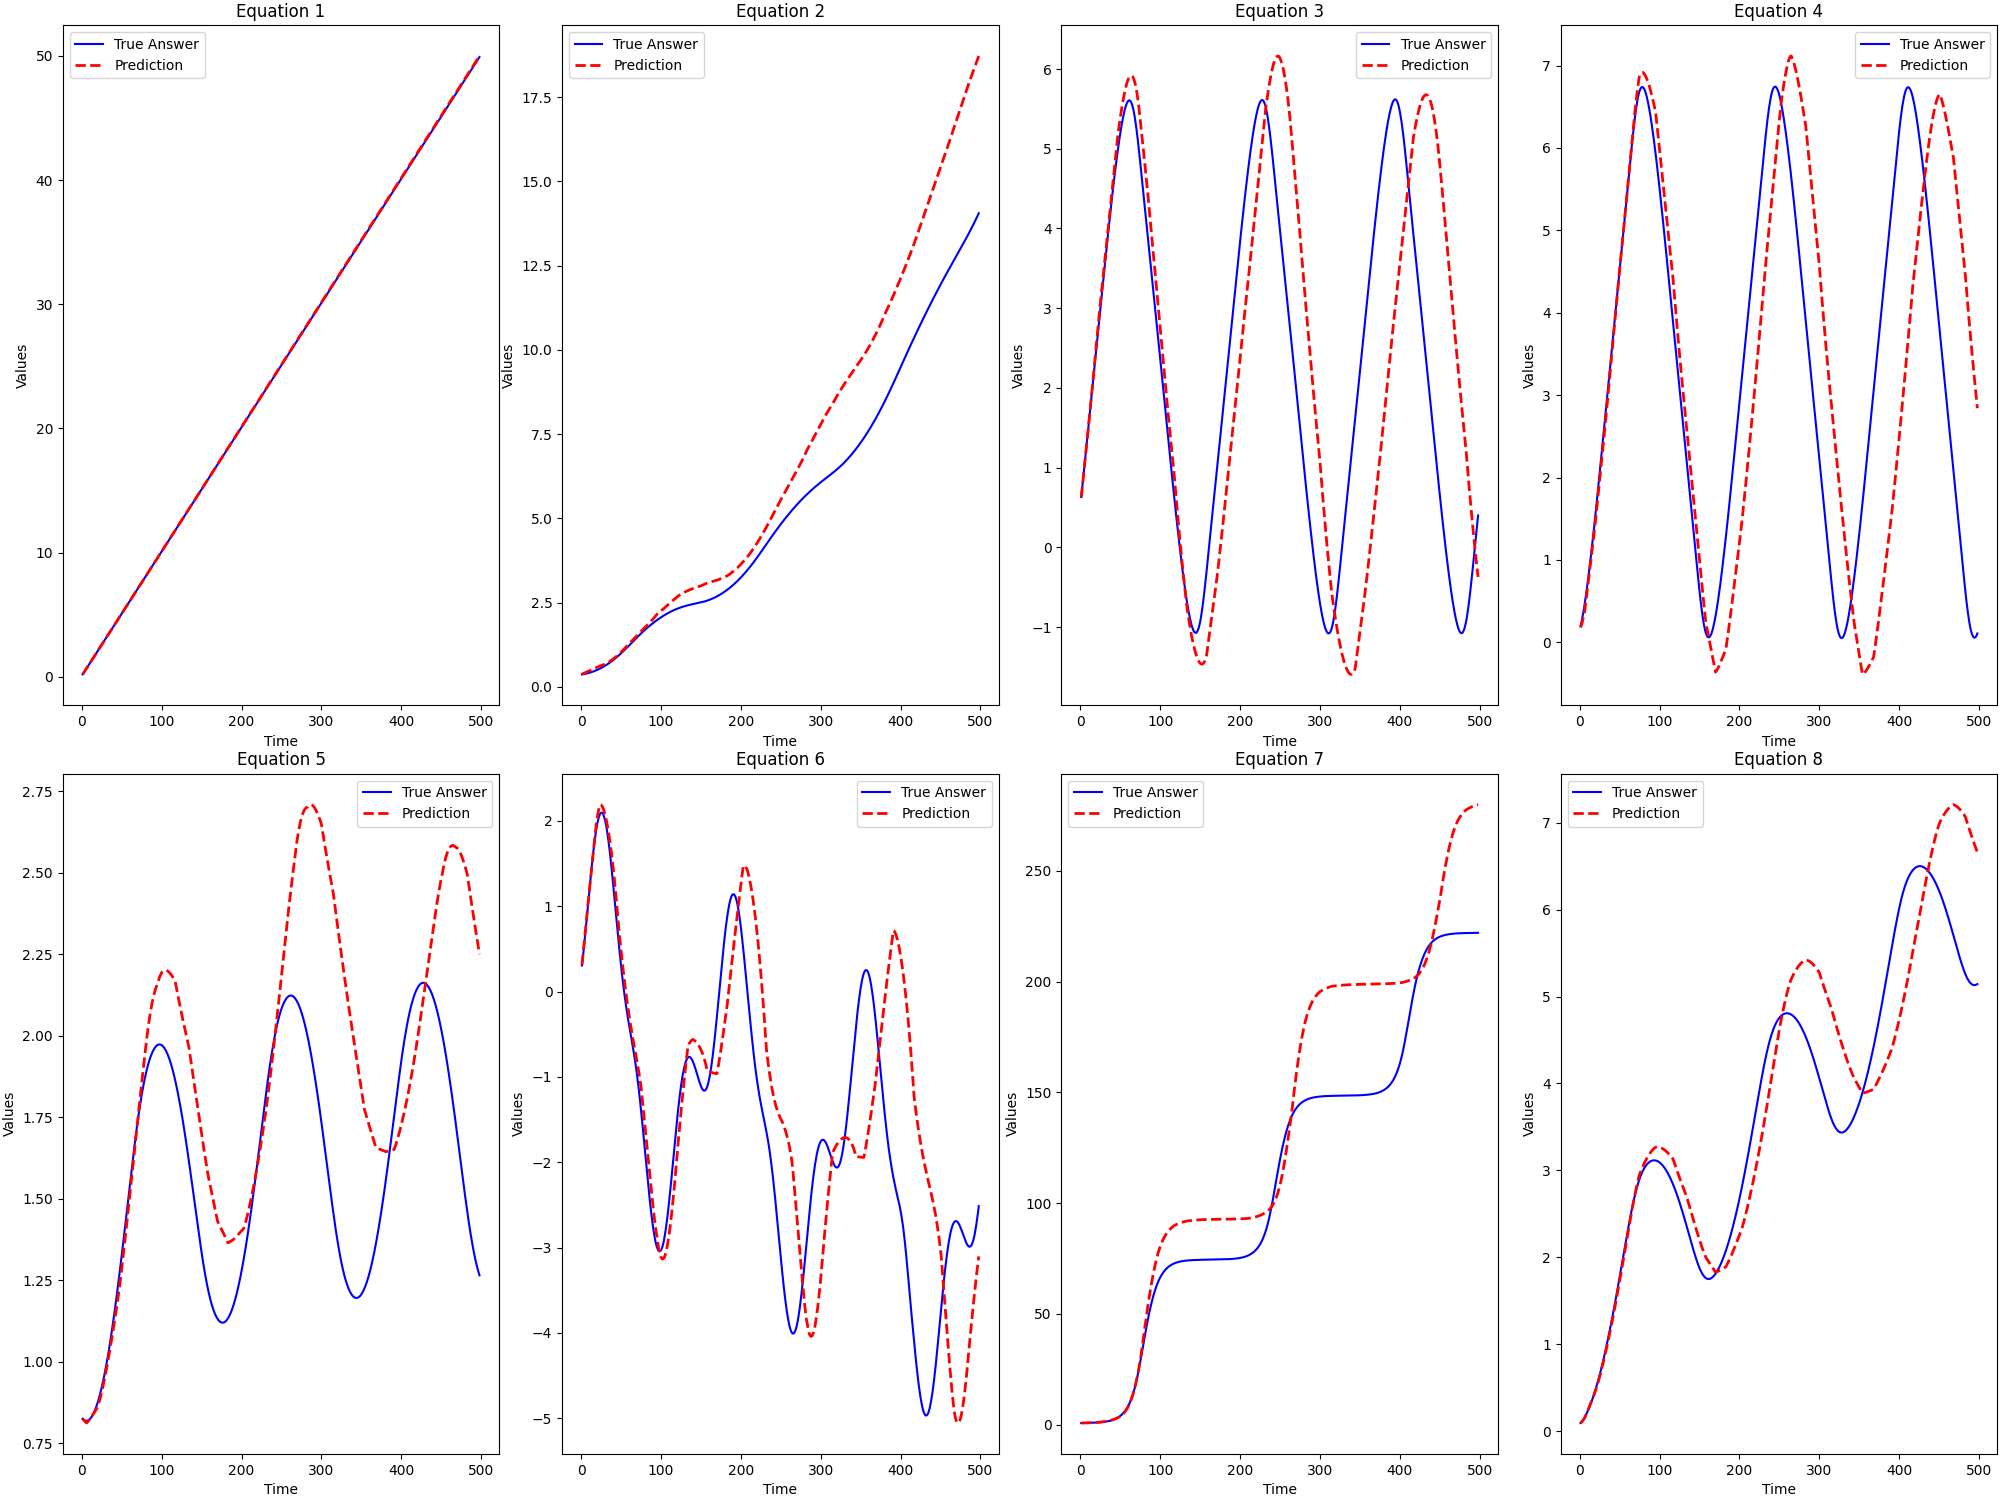 Equation 1
True Answer
Prediction
50
40
30
20
10
0
Values
0 100 200 300 400 500
Time
Equation 2
True Answer
Prediction
17.5
15.0
12.5
10.0
7.5
5.0
2.5
0.0
Values
0 100 200 300 400 500
Time
Equation 3
True Answer
Prediction
6
5
4
3
2
1
0
−1
Values
0 100 200 300 400 500
Time
Equation 4
True Answer
Prediction
7
6
5
4
3
2
1
0
Values
0 100 200 300 400 500
Time
Equation 5
True Answer
Prediction
2.75
2.50
2.25
2.00
1.75
1.50
1.25
1.00
0.75
Values
0 100 200 300 400 500
Time
Equation 6
True Answer
Prediction
2
1
0
−1
−2
−3
−4
−5
Values
0 100 200 300 400 500
Time
Equation 7
True Answer
Prediction
250
200
150
100
50
0
Values
0 100 200 300 400 500
Time
Equation 8
True Answer
Prediction
7
6
5
4
3
2
1
0
Values
0 100 200 300 400 500
Time